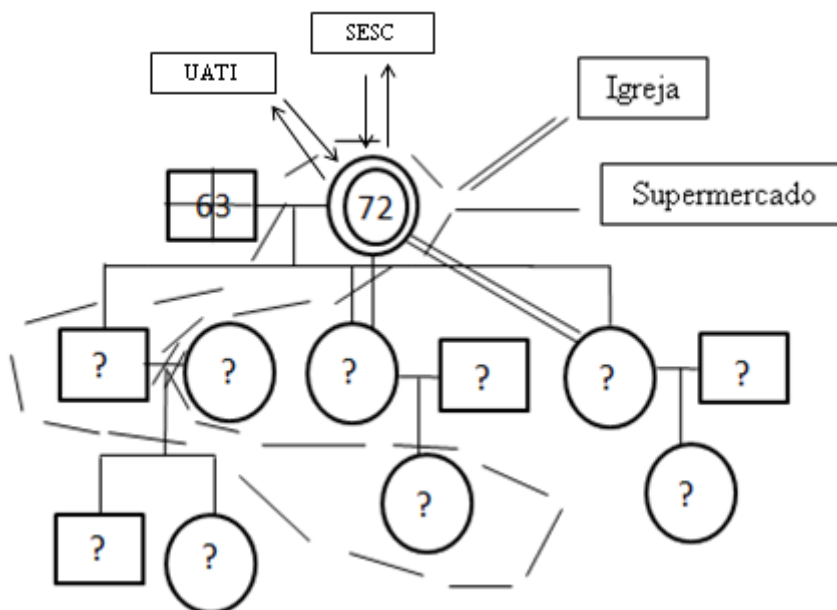 SESC
UATI
Igreja
63 72
Supermercado
? ? ? ? ? ?
? ? ? ?